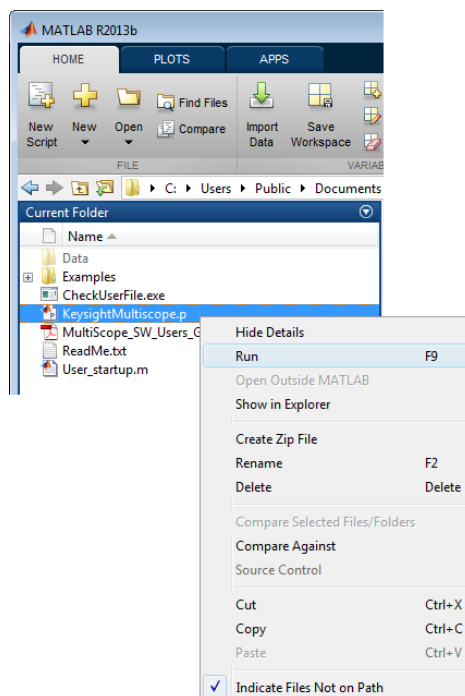 MATLAB R2013b
HOME PLOTS APPS
New Script New Open Find Files Compare Import Data Save Workspace
FILE VARIAB
C: Users Public Documents
Current Folder
Name
Data
Examples
CheckUserFile.exe
KeysightMultiscope.p
MultiScope_SW_Users_G
ReadMe.txt
User_startup.m
Hide Details
Run F9
Open Outside MATLAB
Show in Explorer
Create Zip File
Rename F2
Delete Delete
Compare Selected Files/Folders
Compare Against
Source Control
Cut Ctrl+X
Copy Ctrl+C
Paste Ctrl+V
Indicate Files Not on Path